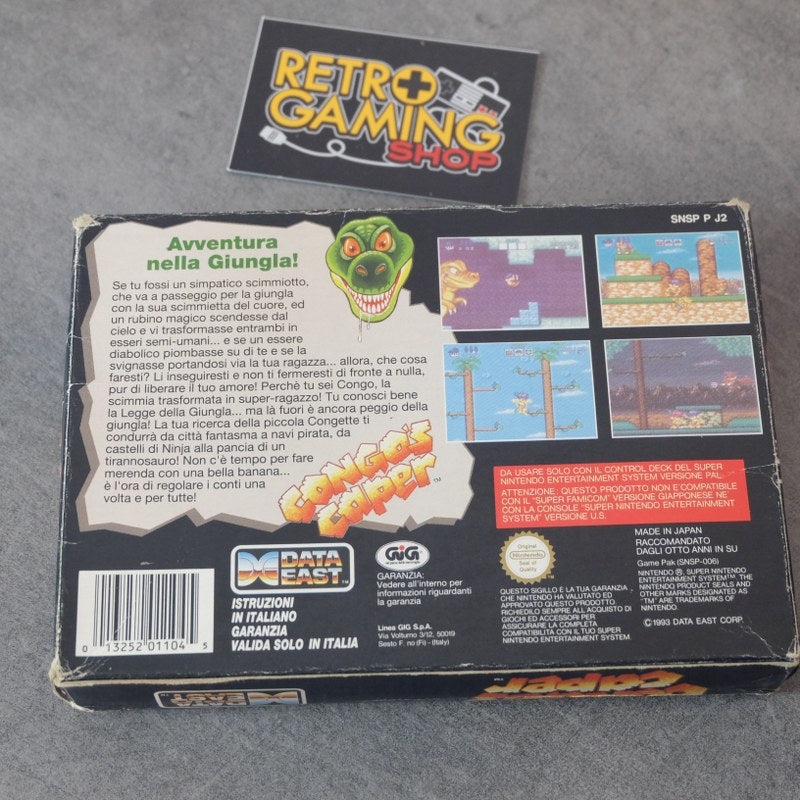 RETRO
GAMING
SHOP
SNSP P J2
Avventura
nella Giungla!
Se tu fossi un simpatico scimmiotto,
che va a passeggio per la giungla
con la sua scimmietta del cuore, ed
un rubino magico scendesse dal
cielo e vi trasformasse entrambi in
esseri semi-umani... e se un essere
diabolico piombasse su di te e se la
svignasse portandosi via la tua ragazza... allora, che cosa
faresti? Li inseguiresti e non ti fermeresti di fronte a nulla,
pur di liberare il tuo amore! Perchè tu sei Congo, la
scimmia trasformata in super-ragazzo! Tu conosci bene
la Legge della Giungla... ma là fuori è ancora peggio della
giungla! La tua ricerca della piccola Congette ti
condurrà da città fantasma a navi pirata, da
castelli di Ninja alla pancia di un
tirannosauro! Non c'è tempo per fare
merenda con una bella banana...
è l'ora di regolare i conti una
volta e per tutte!
CONGO'S
Caper
TM
DA USARE SOLO CON IL CONTROL DECK DEL SUPER
NINTENDO ENTERTAINMENT SYSTEM VERSIONE PAL.
ATTENZIONE: QUESTO PRODOTTO NON E'COMPATIBILE
CON IL "SUPER FAMICOM" VERSIONE GIAPPONESE NE'
CON LA CONSOLE "SUPER NINTENDO ENTERTAINMENT
SYSTEM" VERSIONE U.S.
DATA
EAST
TM
ISTRUZIONI
IN ITALIANO
GARANZIA
VALIDA SOLO IN ITALIA
GiG
GARANZIA:
Vedere all'interno per
informazioni riguardanti
la garanzia
Linea GIG S.p.A.
Via Volturno 3/12, 50019
Sesto F. no (Fi) - (Italy)
Original
Nintendo
Seal of
Quality
TM
QUESTO SIGILLO E LA TUA GARANZIA
CHE NINTENDO HA VALUTATO ED
APPROVATO QUESTO PRODOTTO
RICHIEDILO SEMPRE ALL'ACQUISTO DI
GIOCHI ED ACCESSORI PER
ASSICURARE LA COMPLETA
COMPATIBILITÀ CON IL TUO SUPER
NINTENDO ENTERTAINMENT SYSTEM.
MADE IN JAPAN
RACCOMANDATO
DAGLI OTTO ANNI IN SU
Game Pak (SNSP-006)
NINTENDO ®, SUPER NINTENDO
ENTERTAINMENT SYSTEM™, THE
NINTENDO PRODUCT SEALS AND
OTHER MARKS DESIGNATED AS
"TM" ARE TRADEMARKS OF
NINTENDO.
©1993 DATA EAST CORP.
0 13252 01104 5
DATA
EAST
Caper